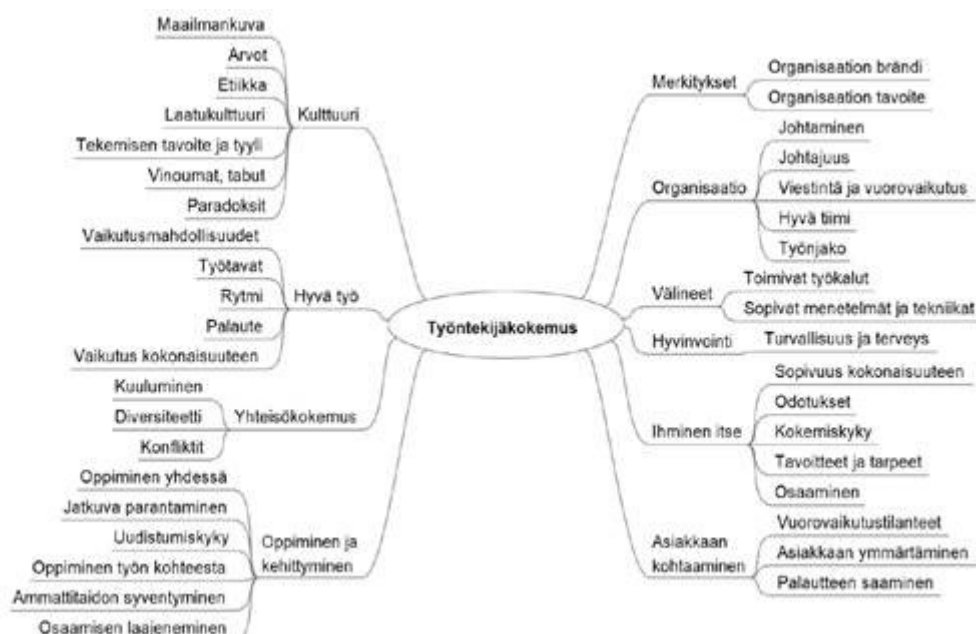 Maailmankuva
Arvot
Etiikka
Laatukulttuuri
Tekemisen tavoite ja tyyli
Vinoumat, tabut
Paradoksit
Kulttuuri
Vaikutusmahdollisuudet
Työtavat
Rytmi
Palaute
Vaikutus kokonaisuuteen
Hyvä työ
Kuuluminen
Diversiteetti
Konfliktit
Yhteisökokemus
Oppiminen yhdessä
Jatkuva parantaminen
Uudistumiskyky
Oppiminen työn kohteesta
Ammattitaidon syventyminen
Osaamisen laajeneminen
Oppiminen ja
kehittyminen
Työntekijäkokemus
Merkitykset
Organisaation brändi
Organisaation tavoite
Organisaatio
Johtaminen
Johtajuus
Viestintä ja vuorovaikutus
Hyvä tiimi
Työnjako
Välineet
Toimivat työkalut
Sopivat menetelmät ja tekniikat
Hyvinvointi
Turvallisuus ja terveys
Ihminen itse
Sopivuus kokonaisuuteen
Odotukset
Kokemiskyky
Tavoitteet ja tarpeet
Osaaminen
Asiakkaan
kohtaaminen
Vuorovaikutustilanteet
Asiakkaan ymmärtäminen
Palautteen saaminen